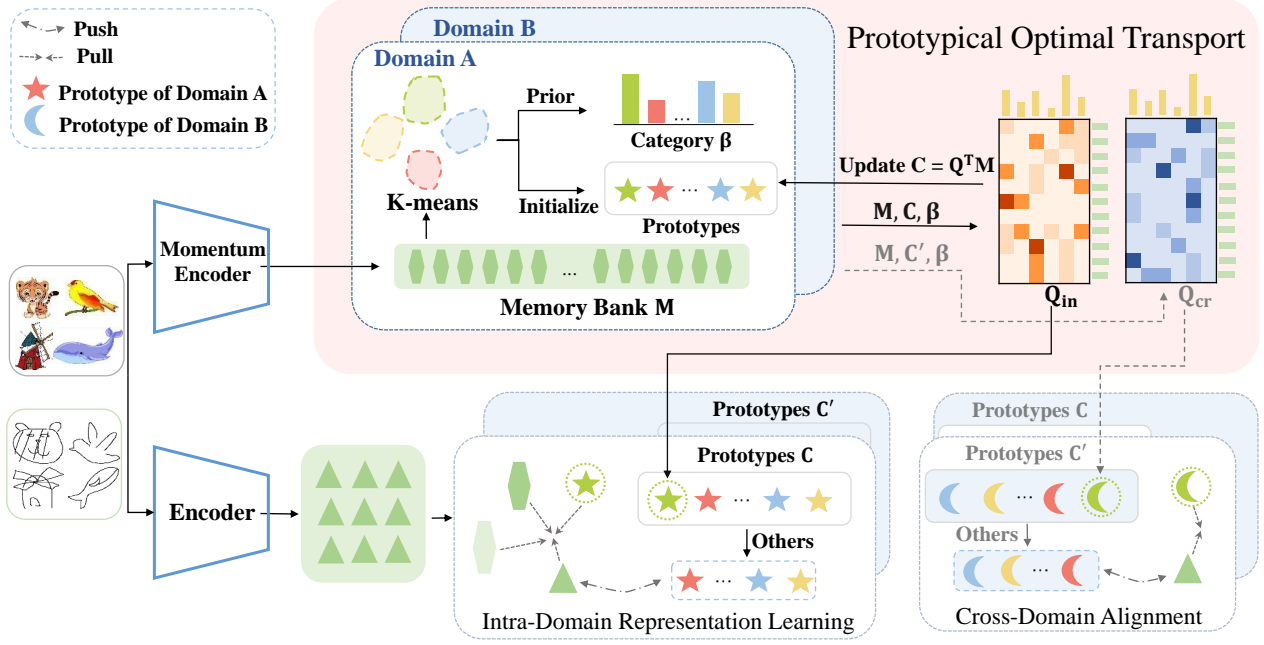 Push
Pull
Prototype of Domain A
Prototype of Domain B
Domain B
Domain A
Prototypical Optimal Transport
Prior
Category β
K-means
Initialize
Prototypes
Update C = QᵀM
M, C, β
M, C′, β
Momentum
Encoder
Memory Bank M
Q_in
Q_cr
Encoder
Prototypes C′
Prototypes C
Others
Intra-Domain Representation Learning
Prototypes C
Prototypes C′
Others
Cross-Domain Alignment